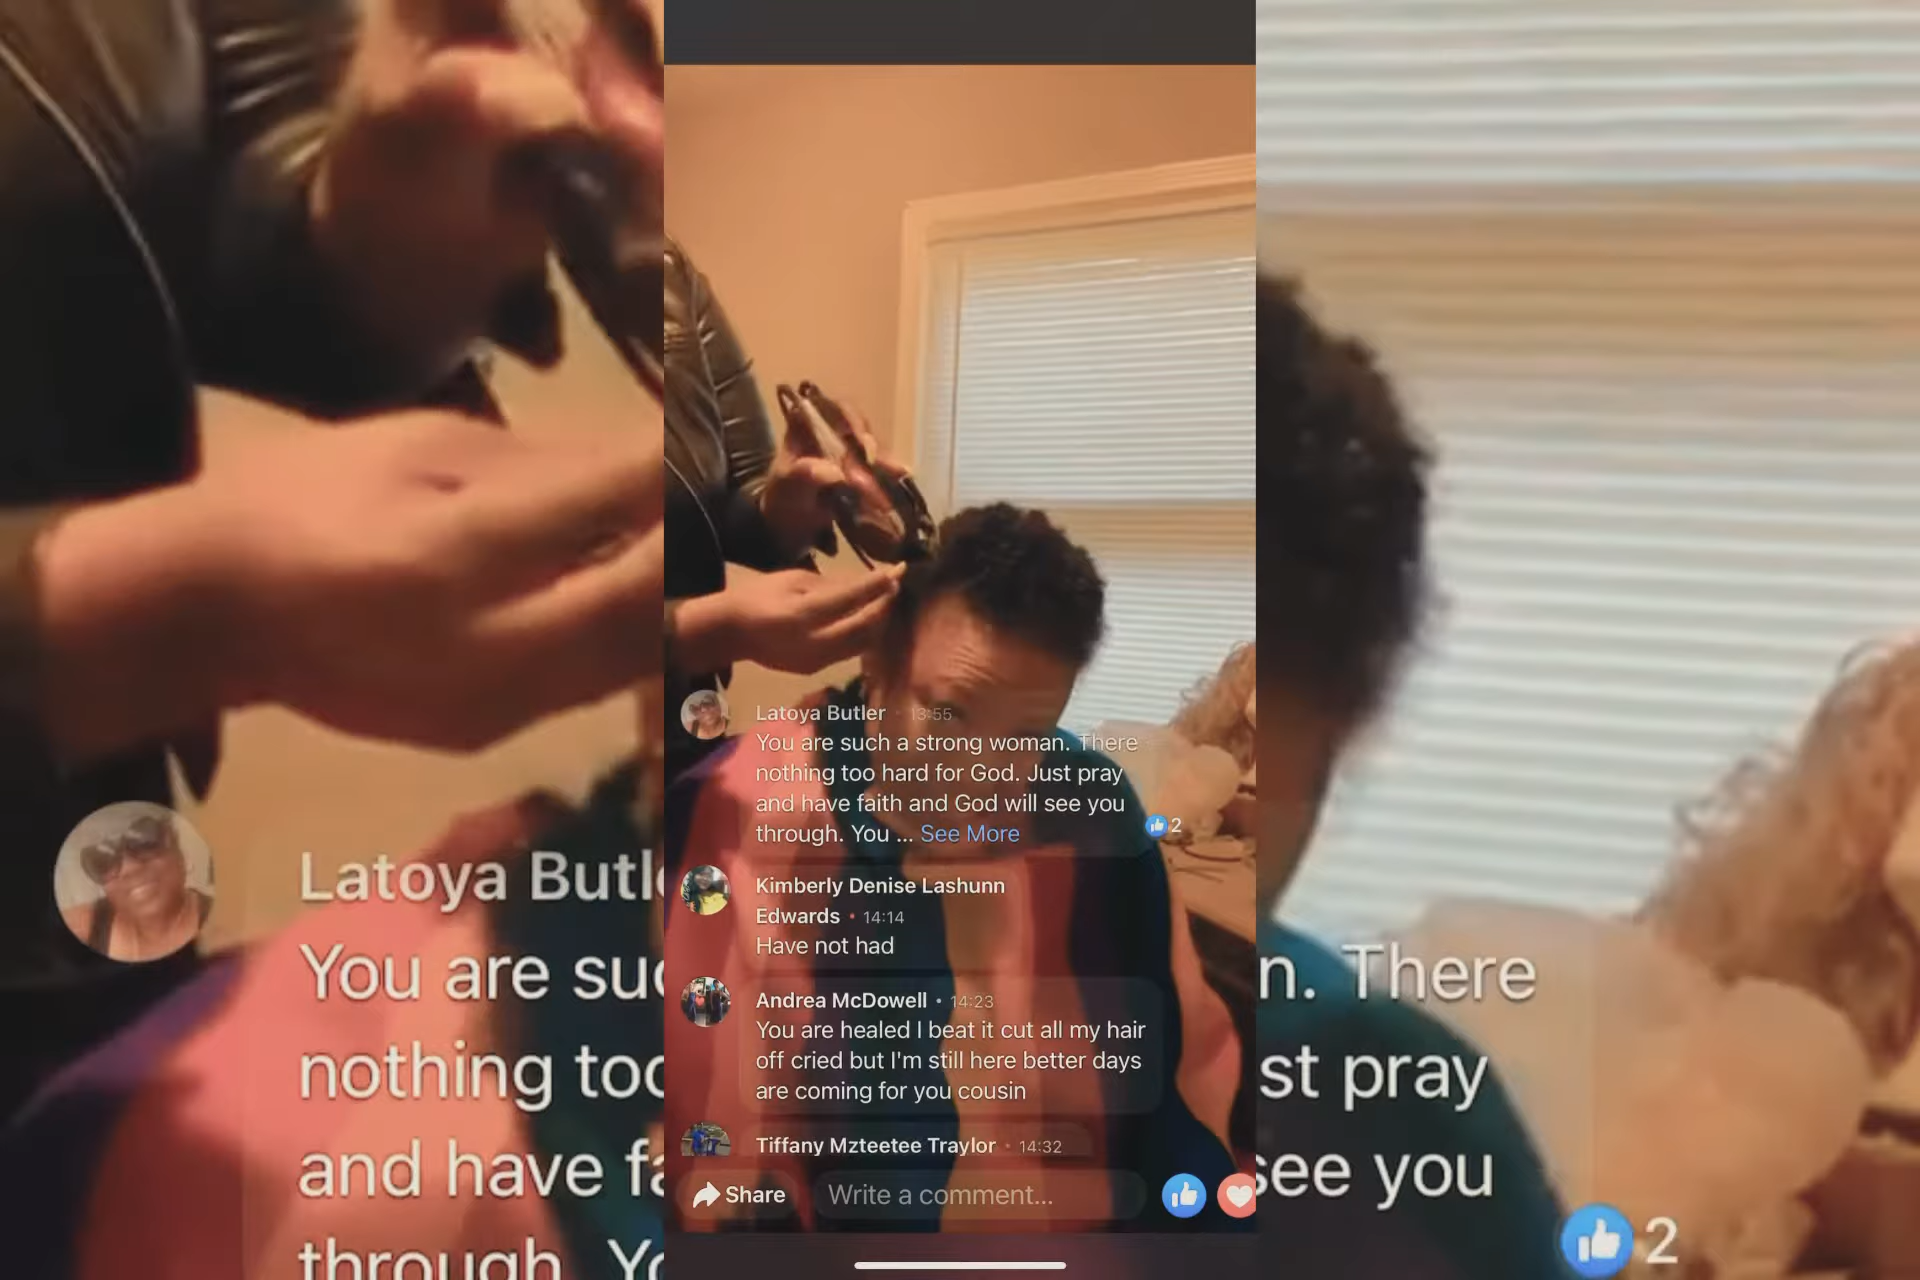 Latoya Butler · 13:55
You are such a strong woman. There
nothing too hard for God. Just pray
and have faith and God will see you
through. You ... See More
2
Kimberly Denise Lashunn
Edwards • 14:14
Have not had
Andrea McDowell • 14:23
You are healed I beat it cut all my hair
off cried but I'm still here better days
are coming for you cousin
Tiffany Mzteetee Traylor • 14:32
Share
Write a comment...
Latoya Butl
You are suc
nothing too
and have fa
through. Yo
n. There
st pray
see you
2